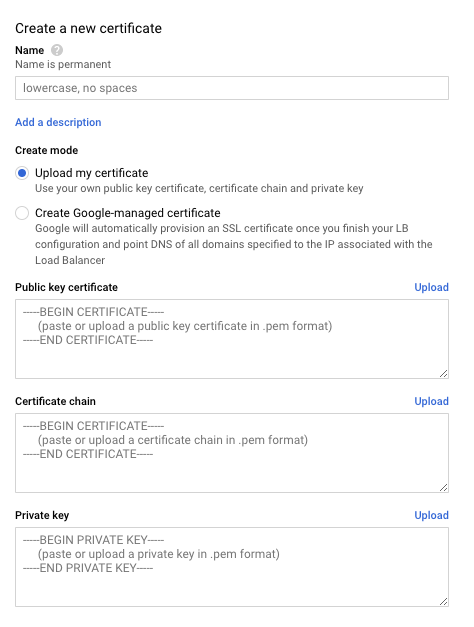 Create a new certificate
Name ?
Name is permanent
lowercase, no spaces
Add a description
Create mode
Upload my certificate
Use your own public key certificate, certificate chain and private key
Create Google-managed certificate
Google will automatically provision an SSL certificate once you finish your LB
configuration and point DNS of all domains specified to the IP associated with the
Load Balancer
Public key certificate Upload
-----BEGIN CERTIFICATE-----
(paste or upload a public key certificate in .pem format)
-----END CERTIFICATE-----
Certificate chain Upload
-----BEGIN CERTIFICATE-----
(paste or upload a certificate chain in .pem format)
-----END CERTIFICATE-----
Private key Upload
-----BEGIN PRIVATE KEY-----
(paste or upload a private key in .pem format)
-----END PRIVATE KEY-----